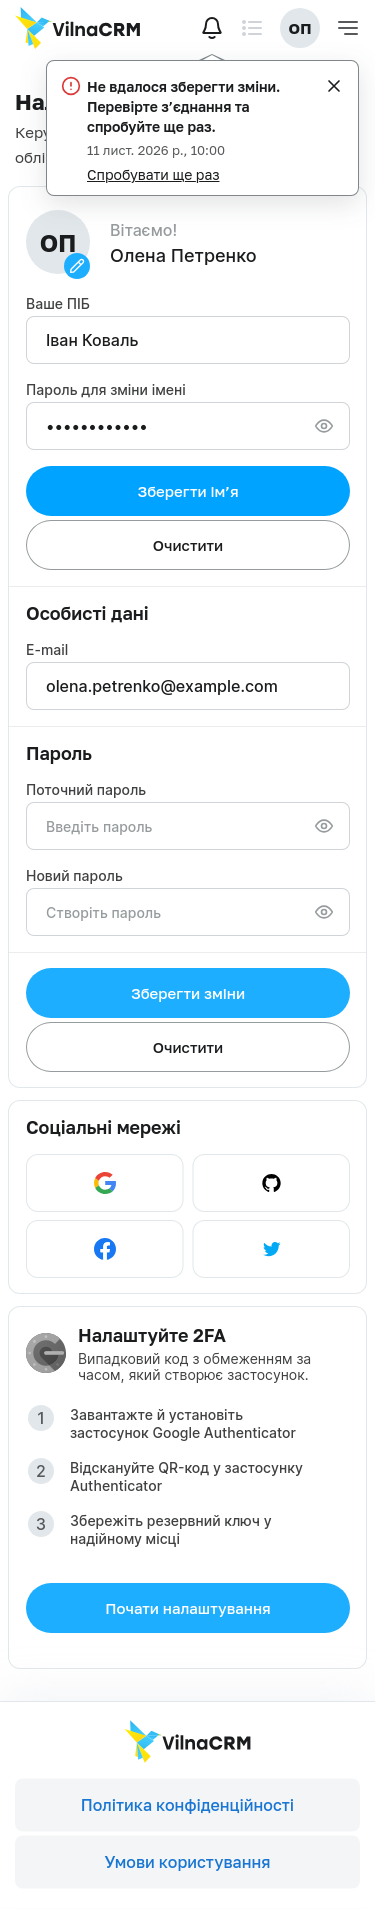 VilnaCRM
ОП
Не вдалося зберегти зміни.
Перевірте з’єднання та
спробуйте ще раз.
11 лист. 2026 р., 10:00
Спробувати ще раз
ОП
Вітаємо!
Олена Петренко
Ваше ПІБ
Іван Коваль
Пароль для зміни імені
••••••••••••
Зберегти ім’я
Очистити
Особисті дані
E-mail
olena.petrenko@example.com
Пароль
Поточний пароль
Введіть пароль
Новий пароль
Створіть пароль
Зберегти зміни
Очистити
Соціальні мережі
Налаштуйте 2FA
Випадковий код з обмеженням за
часом, який створює застосунок.
1
Завантажте й установіть
застосунок Google Authenticator
2
Відскануйте QR-код у застосунку
Authenticator
3
Збережіть резервний ключ у
надійному місці
Почати налаштування
VilnaCRM
Політика конфіденційності
Умови користування